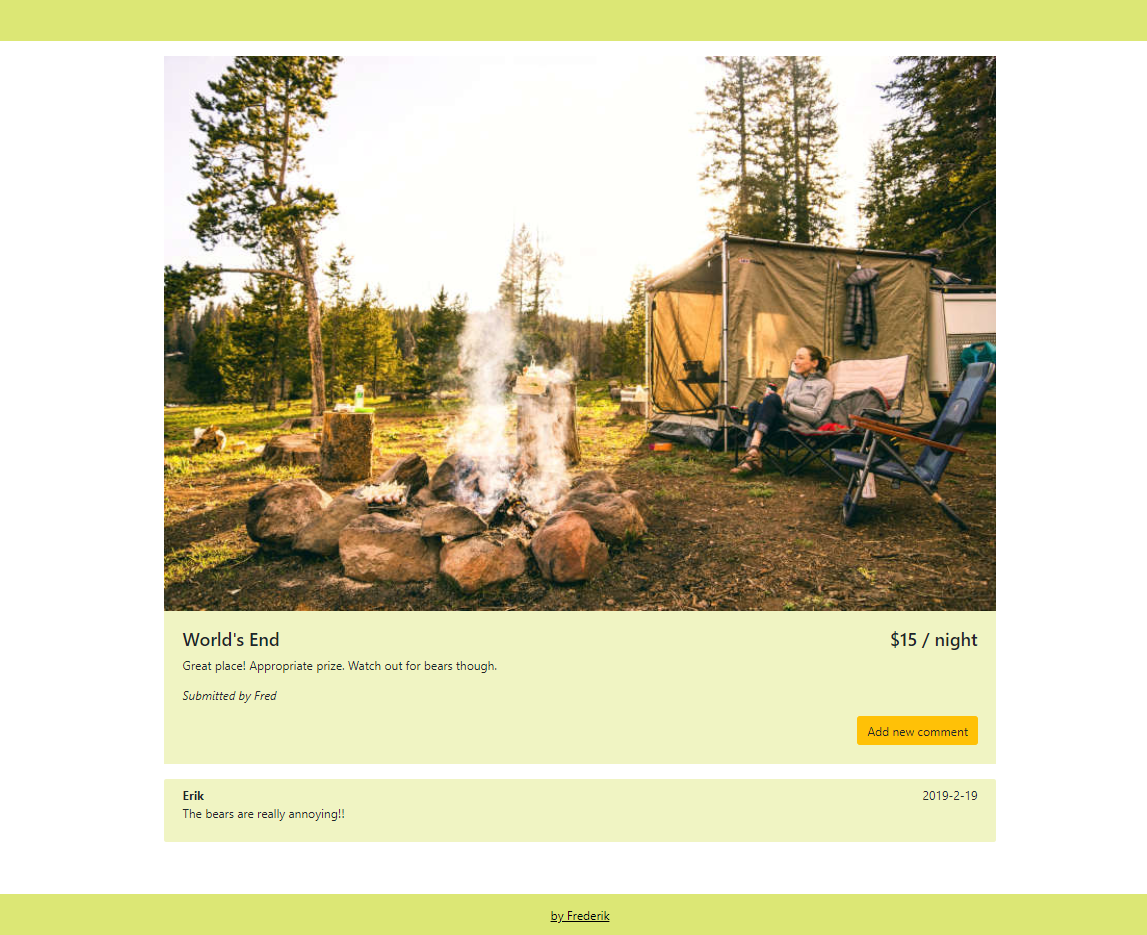 World's End
$15 / night
Great place! Appropriate prize. Watch out for bears though.
Submitted by Fred
Add new comment
Erik
2019-2-19
The bears are really annoying!!
by Frederik